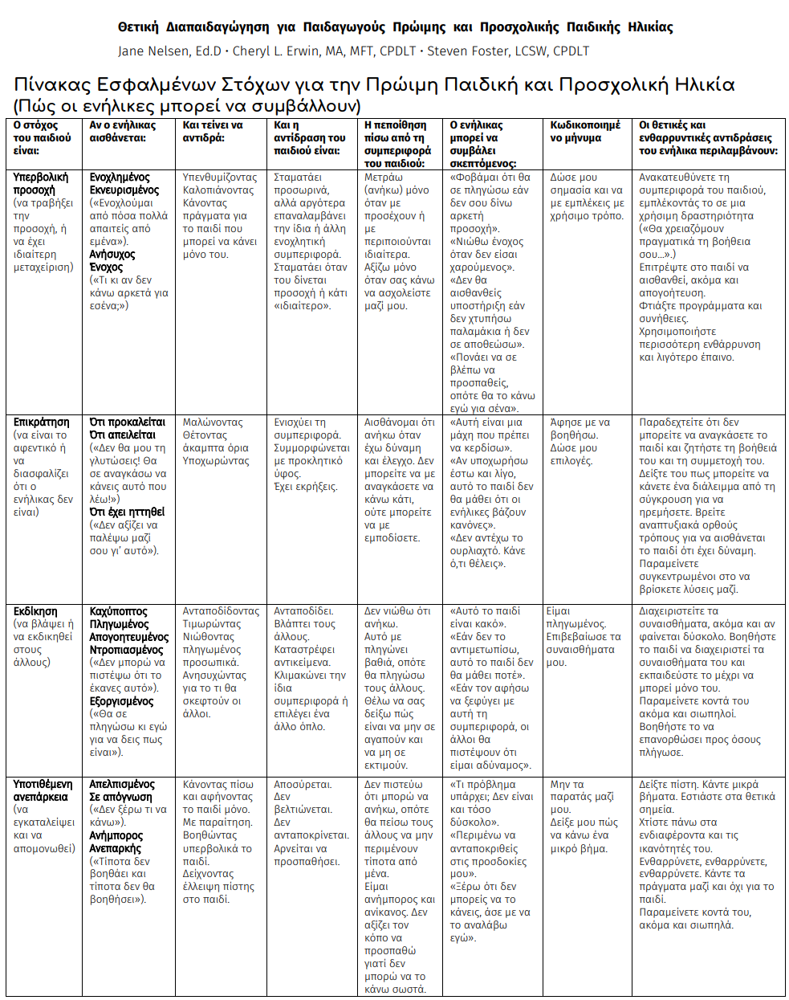 Θετική Διαπαιδαγώγηση για Παιδαγωγούς Πρώιμης και Προσχολικής Παιδικής Ηλικίας
Jane Nelsen, Ed.D • Cheryl L. Erwin, MA, MFT, CPDLT • Steven Foster, LCSW, CPDLT
Πίνακας Εσφαλμένων Στόχων για την Πρώιμη Παιδική και Προσχολική Ηλικία
(Πώς οι ενήλικες μπορεί να συμβάλλουν)
Ο στόχος
του παιδιού
είναι:
Αν ο ενήλικας
αισθάνεται:
Και τείνει να
αντιδρά:
Και η
αντίδραση του
παιδιού είναι:
Η πεποίθηση
πίσω από τη
συμπεριφορά
του παιδιού:
Ο ενήλικας
μπορεί να
συμβάλει
σκεπτόμενος:
Κωδικοποιημέ
νο μήνυμα
Οι θετικές και
ενθαρρυντικές αντιδράσεις
του ενήλικα περιλαμβάνουν:
Υπερβολική
προσοχή
(να τραβήξει
την
προσοχή, ή
να έχει
ιδιαίτερη
μεταχείριση)
Ενοχλημένος
Εκνευρισμένος
(«Ενοχλούμαι
από πόσα πολλά
απαιτείς από
εμένα»).
Ανήσυχος
Ένοχος
(«Τι κι αν δεν
κάνω αρκετά για
εσένα;»)
Υπενθυμίζοντας
Καλοπιάνοντας
Κάνοντας
πράγματα για
το παιδί που
μπορεί να κάνει
μόνο του.
Σταματάει
προσωρινά,
αλλά αργότερα
επαναλαμβάνει
την ίδια ή άλλη
ενοχλητική
συμπεριφορά.
Σταματάει όταν
του δίνεται
προσοχή ή κάτι
«ιδιαίτερο».
Μετράω
(ανήκω) μόνο
όταν με
προσέχουν ή
με
περιποιούνται
ιδιαίτερα.
Αξίζω μόνο
όταν σας κάνω
να ασχολείστε
μαζί μου.
«Φοβάμαι ότι θα
σε πληγώσω εάν
δεν σου δίνω
αρκετή
προσοχή».
«Νιώθω ένοχος
όταν δεν είσαι
χαρούμενος».
«Δεν θα
αισθανθείς
υποστήριξη εάν
δεν χτυπήσω
παλαμάκια ή δεν
σε αποθεώσω».
«Πονάει να σε
βλέπω να
προσπαθείς,
οπότε θα το κάνω
εγώ για σένα».
Δώσε μου
σημασία και να
με εμπλέκεις με
χρήσιμο τρόπο.
Ανακατευθύνετε τη
συμπεριφορά του παιδιού,
εμπλέκοντάς το σε μια
χρήσιμη δραστηριότητα
(«Θα χρειαζόμουν
πραγματικά τη βοήθεια
σου...».)
Επιτρέψτε στο παιδί να
αισθανθεί, ακόμα και
απογοήτευση.
Φτιάξτε προγράμματα και
συνήθειες.
Χρησιμοποιήστε
περισσότερη ενθάρρυνση
και λιγότερο έπαινο.
Επικράτηση
(να είναι το
αφεντικό ή
να
διασφαλίζει
ότι ο
ενήλικας δεν
είναι)
Ότι προκαλείται
Ότι απειλείται
(«Δεν θα μου τη
γλυτώσεις! Θα
σε αναγκάσω να
κάνεις αυτό που
λέω!»)
Ότι έχει ηττηθεί
(«Δεν αξίζει να
παλέψω μαζί
σου γι' αυτό»).
Μαλώνοντας
Θέτοντας
άκαμπτα όρια
Υποχωρώντας
Ενισχύει τη
συμπεριφορά.
Συμμορφώνεται
με προκλητικό
ύφος.
Έχει εκρήξεις.
Αισθάνομαι ότι
ανήκω όταν
έχω δύναμη
και έλεγχο. Δεν
μπορείτε να με
αναγκάσετε να
κάνω κάτι,
ούτε μπορείτε
να με
εμποδίσετε.
«Αυτή είναι μια
μάχη που πρέπει
να κερδίσω».
«Αν υποχωρήσω
έστω και λίγο,
αυτό το παιδί δεν
θα μάθει ότι οι
ενήλικες βάζουν
κανόνες».
«Δεν αντέχω το
ουρλιαχτό. Κάνε
ό,τι θέλεις».
Άφησε με να
βοηθήσω.
Δώσε μου
επιλογές.
Παραδεχτείτε ότι δεν
μπορείτε να αναγκάσετε το
παιδί και ζητήστε τη βοήθειά
του και τη συμμετοχή του.
Δείξτε του πως μπορείτε να
κάνετε ένα διάλειμμα από τη
σύγκρουση για να
ηρεμήσετε. Βρείτε
αναπτυξιακά ορθούς
τρόπους για να αισθάνεται
το παιδί ότι έχει δύναμη.
Παραμείνετε
συγκεντρωμένοι στο να
βρίσκετε λύσεις μαζί.
Εκδίκηση
(να βλάψει ή
να εκδικηθεί
στους
άλλους)
Καχύποπτος
Πληγωμένος
Απογοητευμένος
Ντροπιασμένος
(«Δεν μπορώ να
πιστέψω ότι το
έκανες αυτό»).
Εξοργισμένος
(«Θα σε
πληγώσω κι εγώ
για να δεις πως
είναι»).
Ανταποδίδοντας
Τιμωρώντας
Νιώθοντας
πληγωμένος
προσωπικά.
Ανησυχώντας
για το τι θα
σκεφτούν οι
άλλοι.
Ανταποδίδει.
Βλάπτει τους
άλλους.
Καταστρέφει
αντικείμενα.
Κλιμακώνει την
ίδια
συμπεριφορά ή
επιλέγει ένα
άλλο όπλο.
Δεν νιώθω ότι
ανήκω.
Αυτό με
πληγώνει
βαθιά, οπότε
θα πληγώσω
τους άλλους.
Θέλω να σας
δείξω πώς
είναι να μην σε
αγαπούν και
να μη σε
εκτιμούν.
«Αυτό το παιδί
είναι κακό».
«Εάν δεν το
αντιμετωπίσω,
αυτό το παιδί δεν
θα μάθει ποτέ».
«Εάν τον αφήσω
να ξεφύγει με
αυτή τη
συμπεριφορά, οι
άλλοι θα
πιστέψουν ότι
είμαι αδύναμος».
Είμαι
πληγωμένος.
Επιβεβαίωσε τα
συναισθήματά
μου.
Διαχειριστείτε τα
συναισθήματα, ακόμα και αν
φαίνεται δύσκολο. Βοηθήστε
το παιδί να διαχειριστεί τα
συναισθήματά του και
εκπαιδεύστε το μέχρι να
μπορεί μόνο του.
Παραμείνετε κοντά του
ακόμα και σιωπηλοί.
Βοηθήστε το να
επανορθώσει προς όσους
πλήγωσε.
Υποτιθέμενη
ανεπάρκεια
(να
εγκαταλείψει
και να
απομονωθεί)
Απελπισμένος
Σε απόγνωση
(«Δεν ξέρω τι να
κάνω»).
Ανήμπορος
Ανεπαρκής
(«Τίποτα δεν
βοηθάει και
τίποτα δεν θα
βοηθήσει»).
Κάνοντας πίσω
και αφήνοντας
το παιδί μόνο.
Με παραίτηση.
Βοηθώντας
υπερβολικά το
παιδί.
Δείχνοντας
έλλειψη πίστης
στο παιδί.
Αποσύρεται.
Δεν
βελτιώνεται.
Δεν
ανταποκρίνεται.
Αρνείται να
προσπαθήσει.
Δεν πιστεύω
ότι μπορώ να
ανήκω, οπότε
θα πείσω τους
άλλους να μην
περιμένουν
τίποτα από
μένα.
Είμαι
ανήμπορος και
ανίκανος. Δεν
αξίζει τον
κόπο να
προσπαθώ
γιατί δεν
μπορώ να το
κάνω σωστά.
«Τι πρόβλημα
υπάρχει; Δεν είναι
και τόσο
δύσκολο».
«Περιμένω να
ανταποκριθείς
στις προσδοκίες
μου».
«Ξέρω ότι δεν
μπορείς να το
κάνεις, άσε με να
το αναλάβω
εγώ».
Μην τα
παρατάς μαζί
μου.
Δείξε μου πώς
να κάνω ένα
μικρό βήμα.
Δείξτε πίστη. Κάντε μικρά
βήματα. Εστιάστε στα θετικά
σημεία.
Χτίστε πάνω στα
ενδιαφέροντα και τις
ικανότητές του.
Ενθαρρύνετε, ενθαρρύνετε,
ενθαρρύνετε. Κάντε τα
πράγματα μαζί και όχι για το
παιδί.
Παραμείνετε κοντά του,
ακόμα και σιωπηλά.